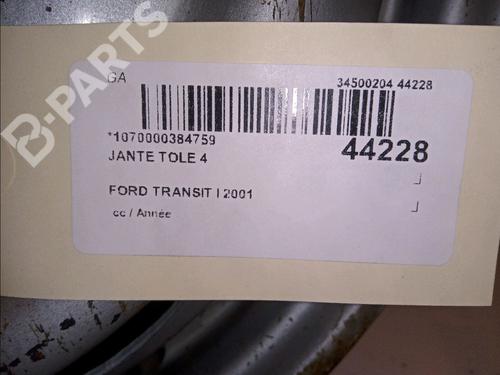 B-PARTS
GA
34500204 44228
*1070000384759
JANTE TOLE 4
44228
FORD TRANSIT I 2001
cc / Année